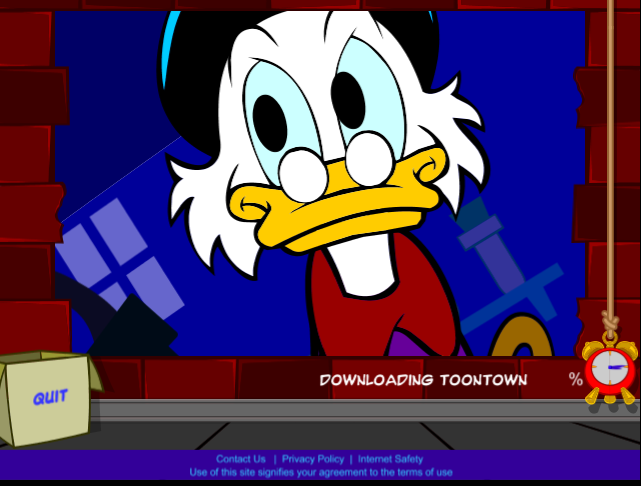 DOWNLOADING TOONTOWN %
QUIT
Contact Us | Privacy Policy | Internet Safety
Use of this site signifies your agreement to the terms of use